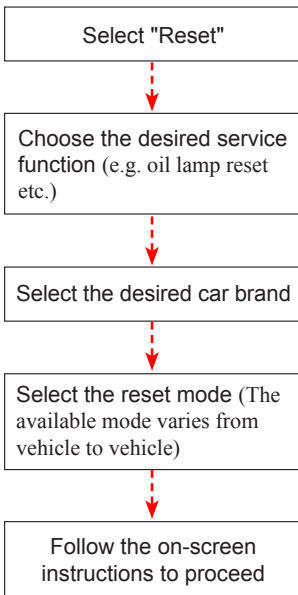 Select "Reset"
Choose the desired service
function (e.g. oil lamp reset
etc.)
Select the desired car brand
Select the reset mode (The
available mode varies from
vehicle to vehicle)
Follow the on-screen
instructions to proceed